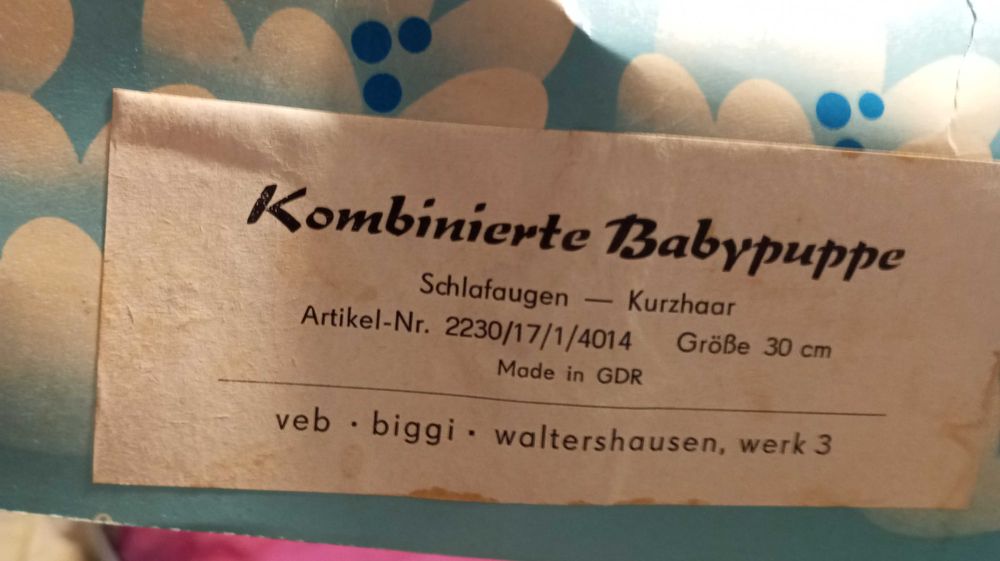 Kombinierte Babypuppe
Schlafaugen — Kurzhaar
Artikel-Nr. 2230/17/1/4014 Größe 30 cm
Made in GDR
veb · biggi · waltershausen, werk 3